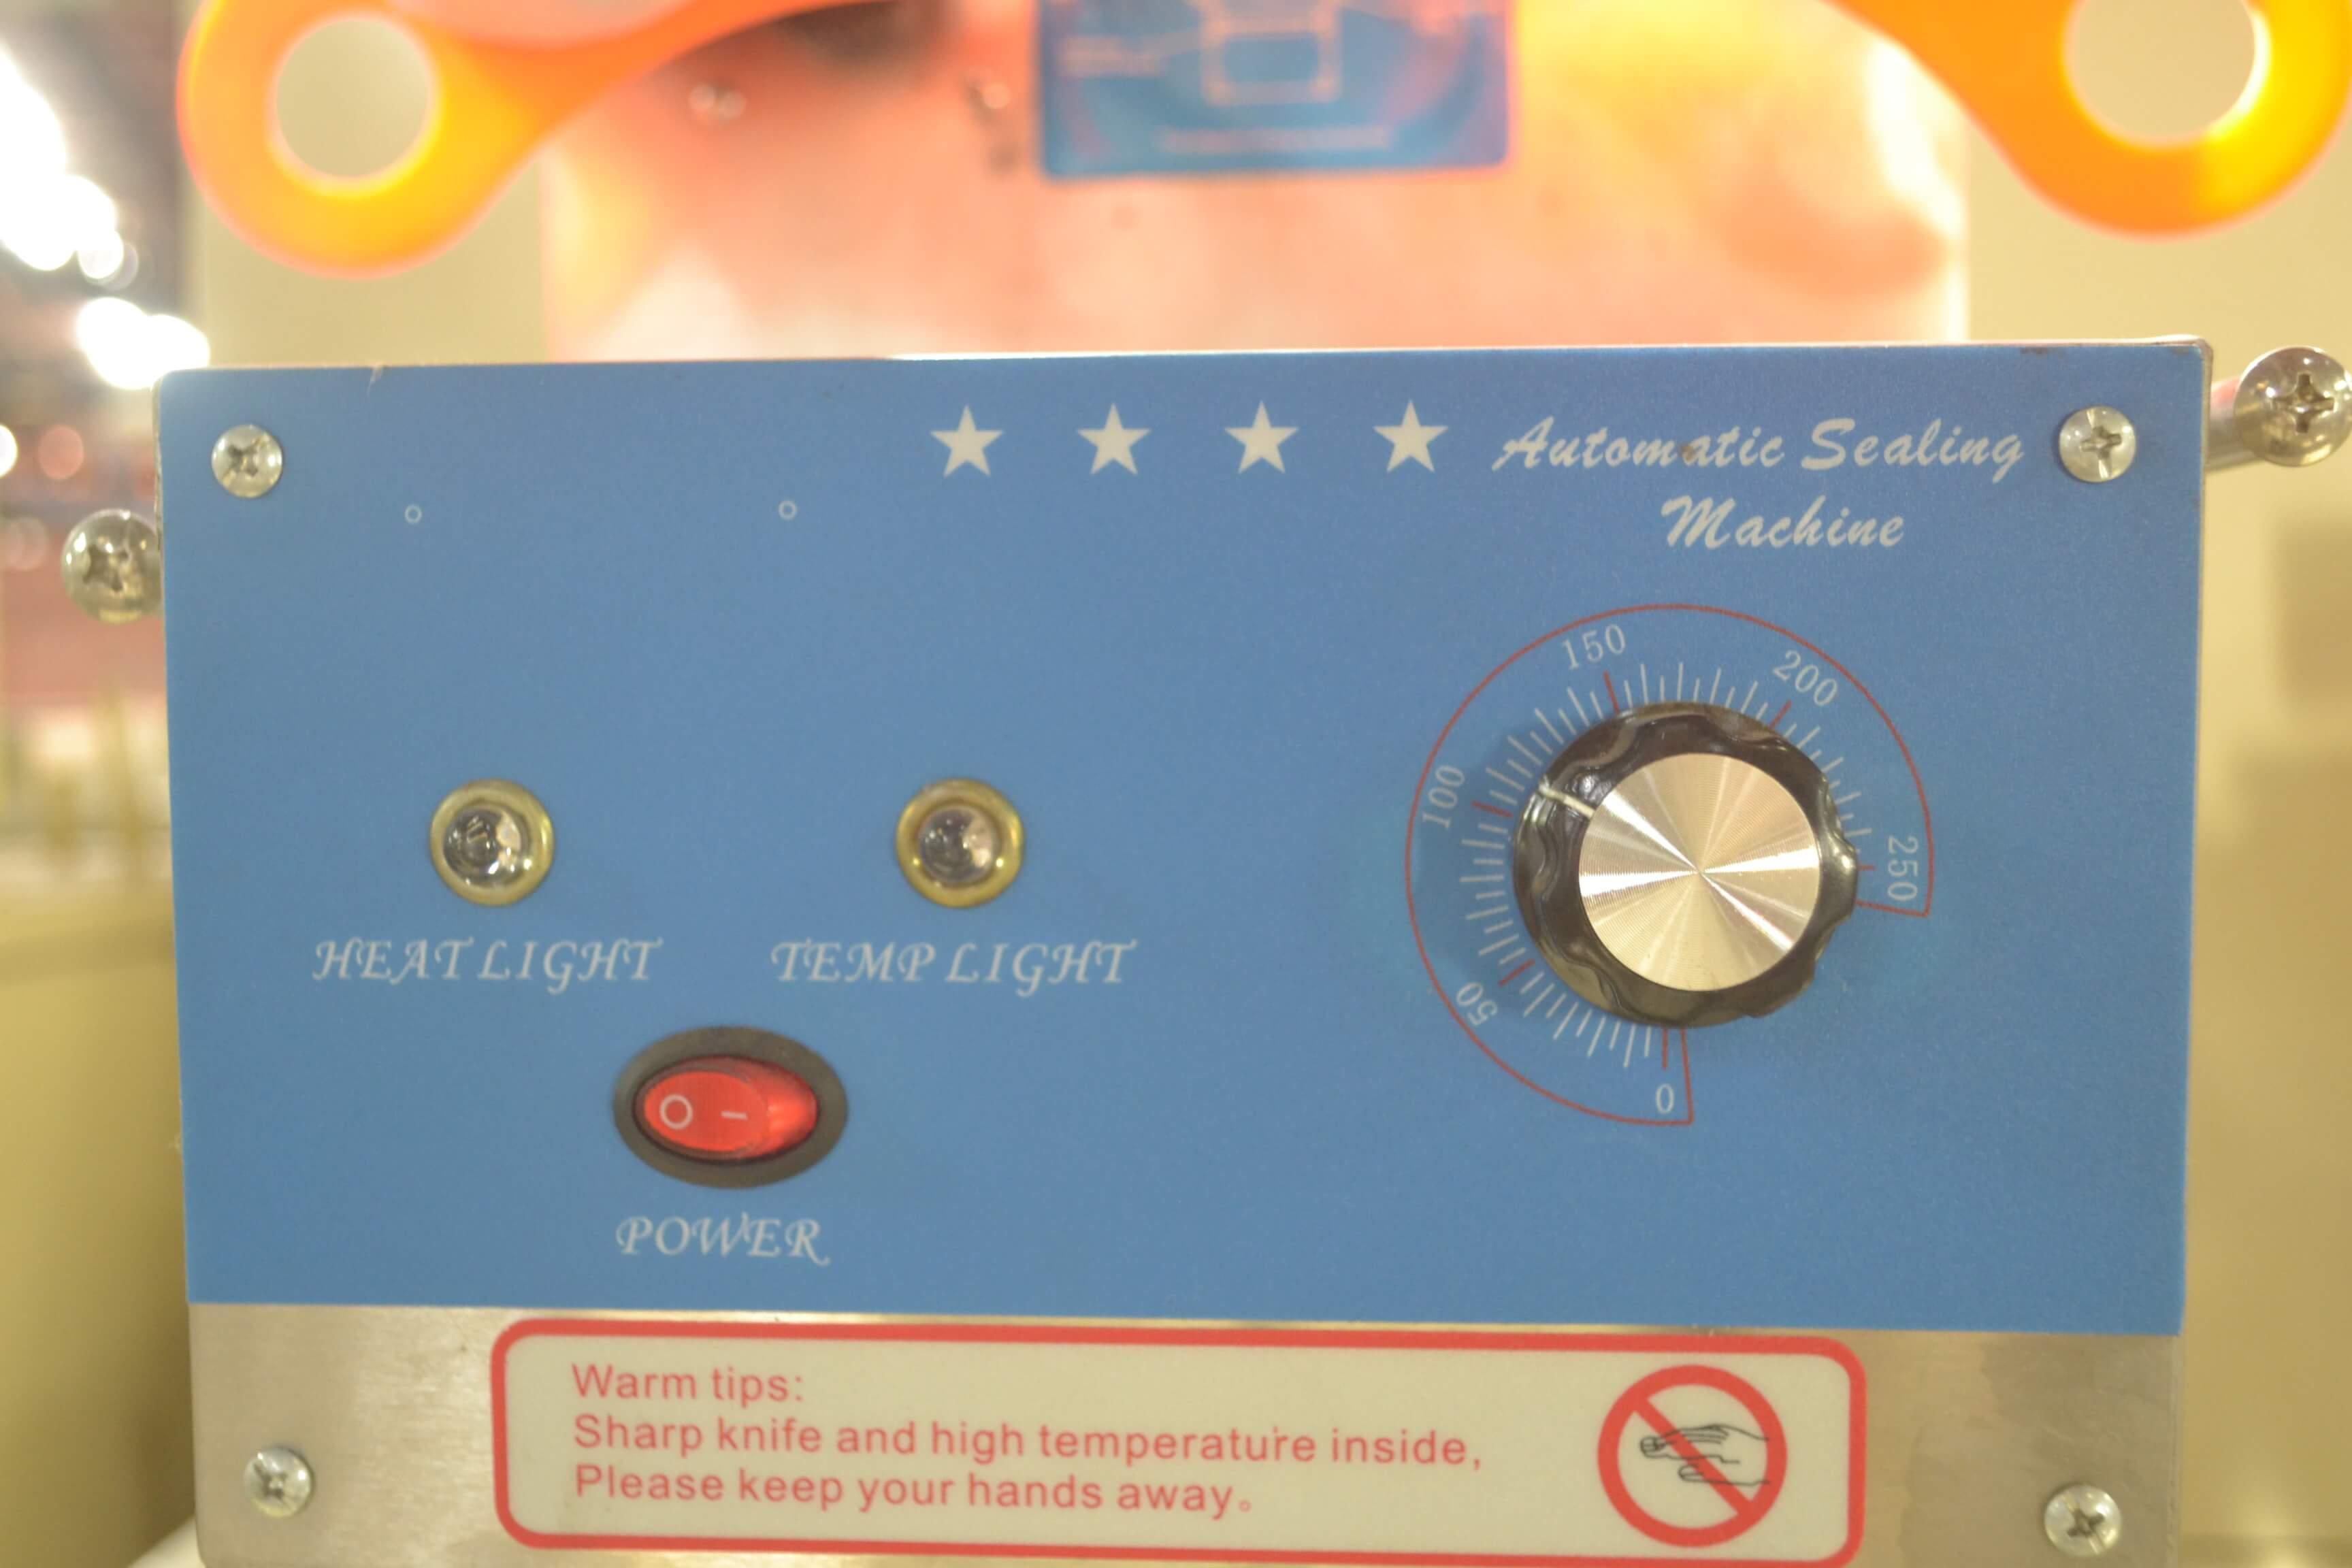 ★ ★ ★ ★ Automatic Sealing
Machine
150
200
100
250
50
0
HEAT LIGHT
TEMP LIGHT
O –
POWER
Warm tips:
Sharp knife and high temperature inside,
Please keep your hands away。